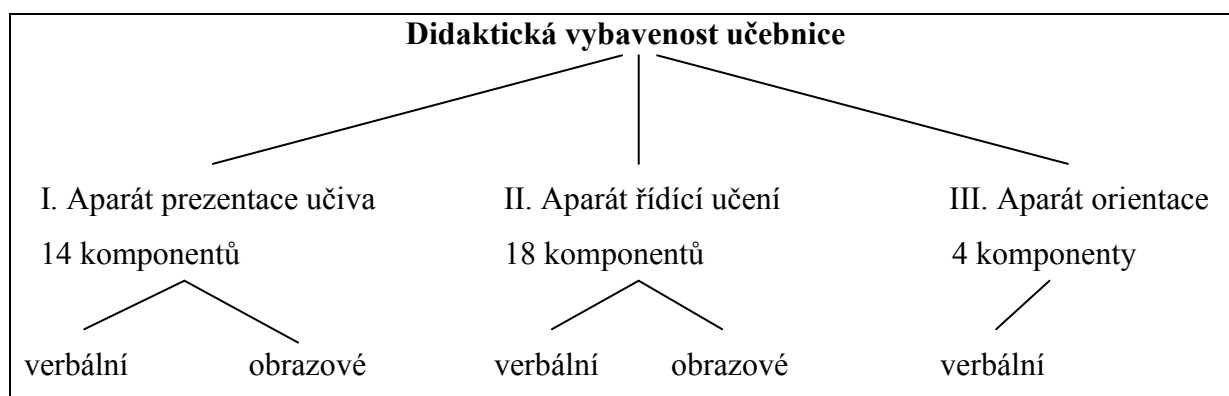 Didaktická vybavenost učebnice
I. Aparát prezentace učiva
II. Aparát řídící učení
III. Aparát orientace
14 komponentů
18 komponentů
4 komponenty
verbální
obrazové
verbální
obrazové
verbální